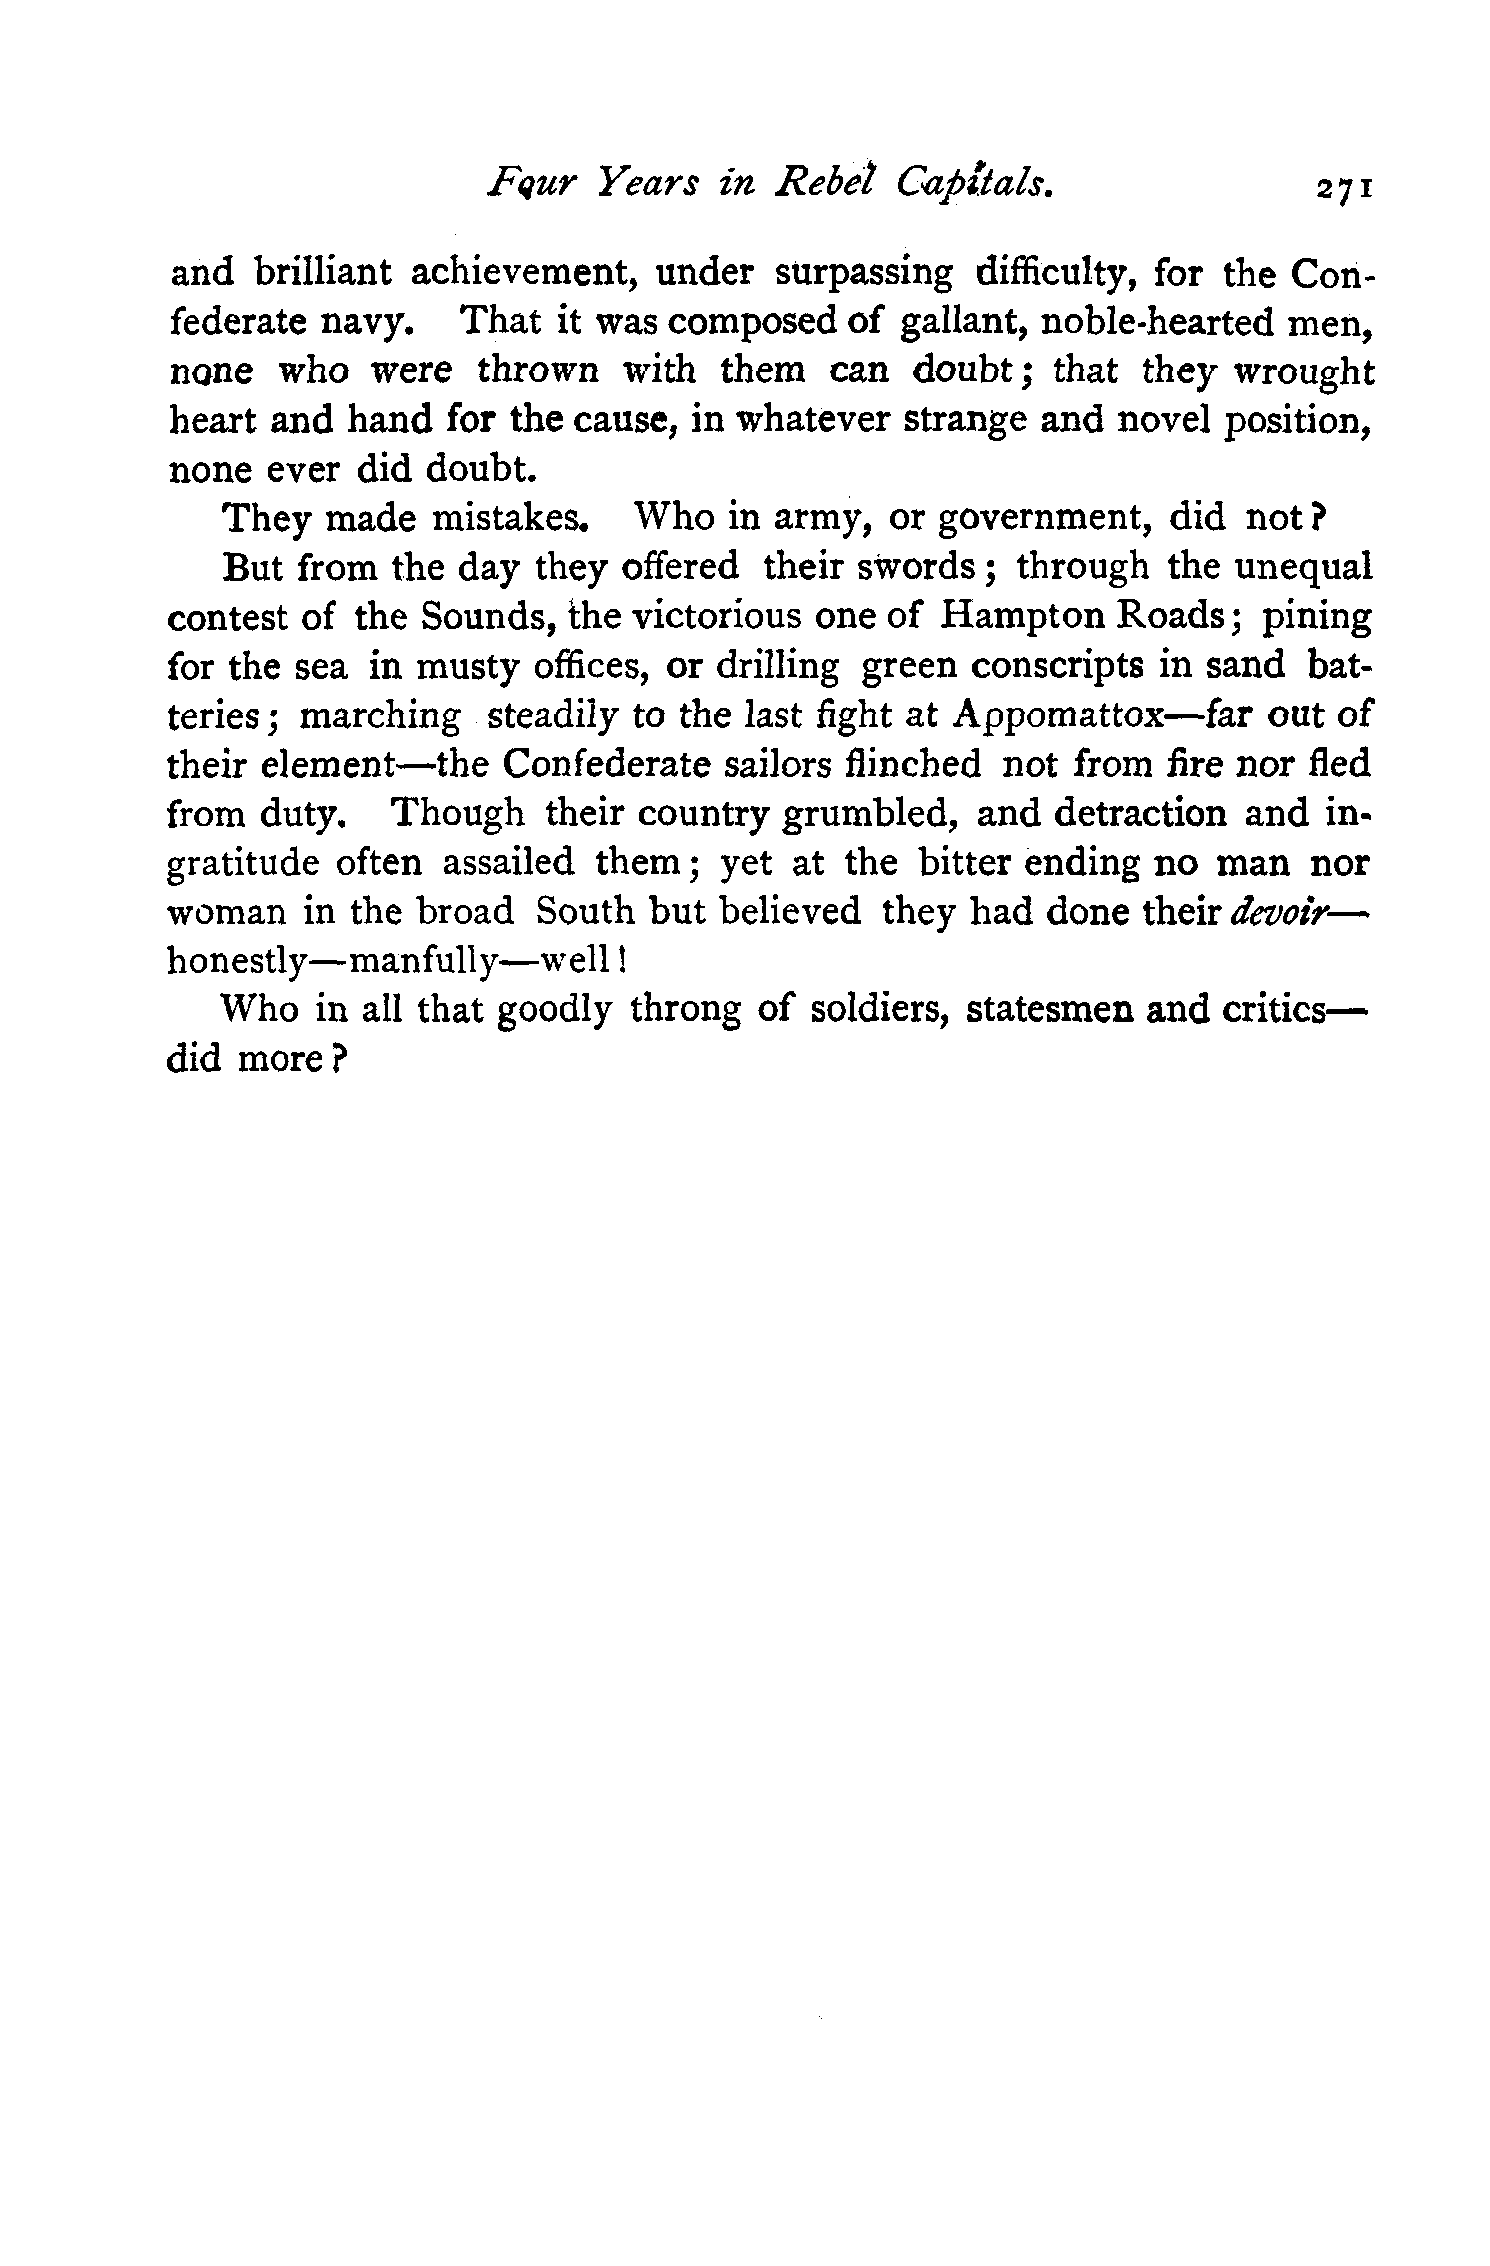 Four Years in Rebel Capitals. 271
and brilliant achievement, under surpassing difficulty, for the Con-
federate navy. That it was composed of gallant, noble-hearted men,
none who were thrown with them can doubt; that they wrought
heart and hand for the cause, in whatever strange and novel position,
none ever did doubt.
They made mistakes. Who in army, or government, did not?
But from the day they offered their swords; through the unequal
contest of the Sounds, the victorious one of Hampton Roads; pining
for the sea in musty offices, or drilling green conscripts in sand bat-
teries; marching steadily to the last fight at Appomattox—far out of
their element—the Confederate sailors flinched not from fire nor fled
from duty. Though their country grumbled, and detraction and in-
gratitude often assailed them; yet at the bitter ending no man nor
woman in the broad South but believed they had done their devoir—
honestly—manfully—well!
Who in all that goodly throng of soldiers, statesmen and critics—
did more?